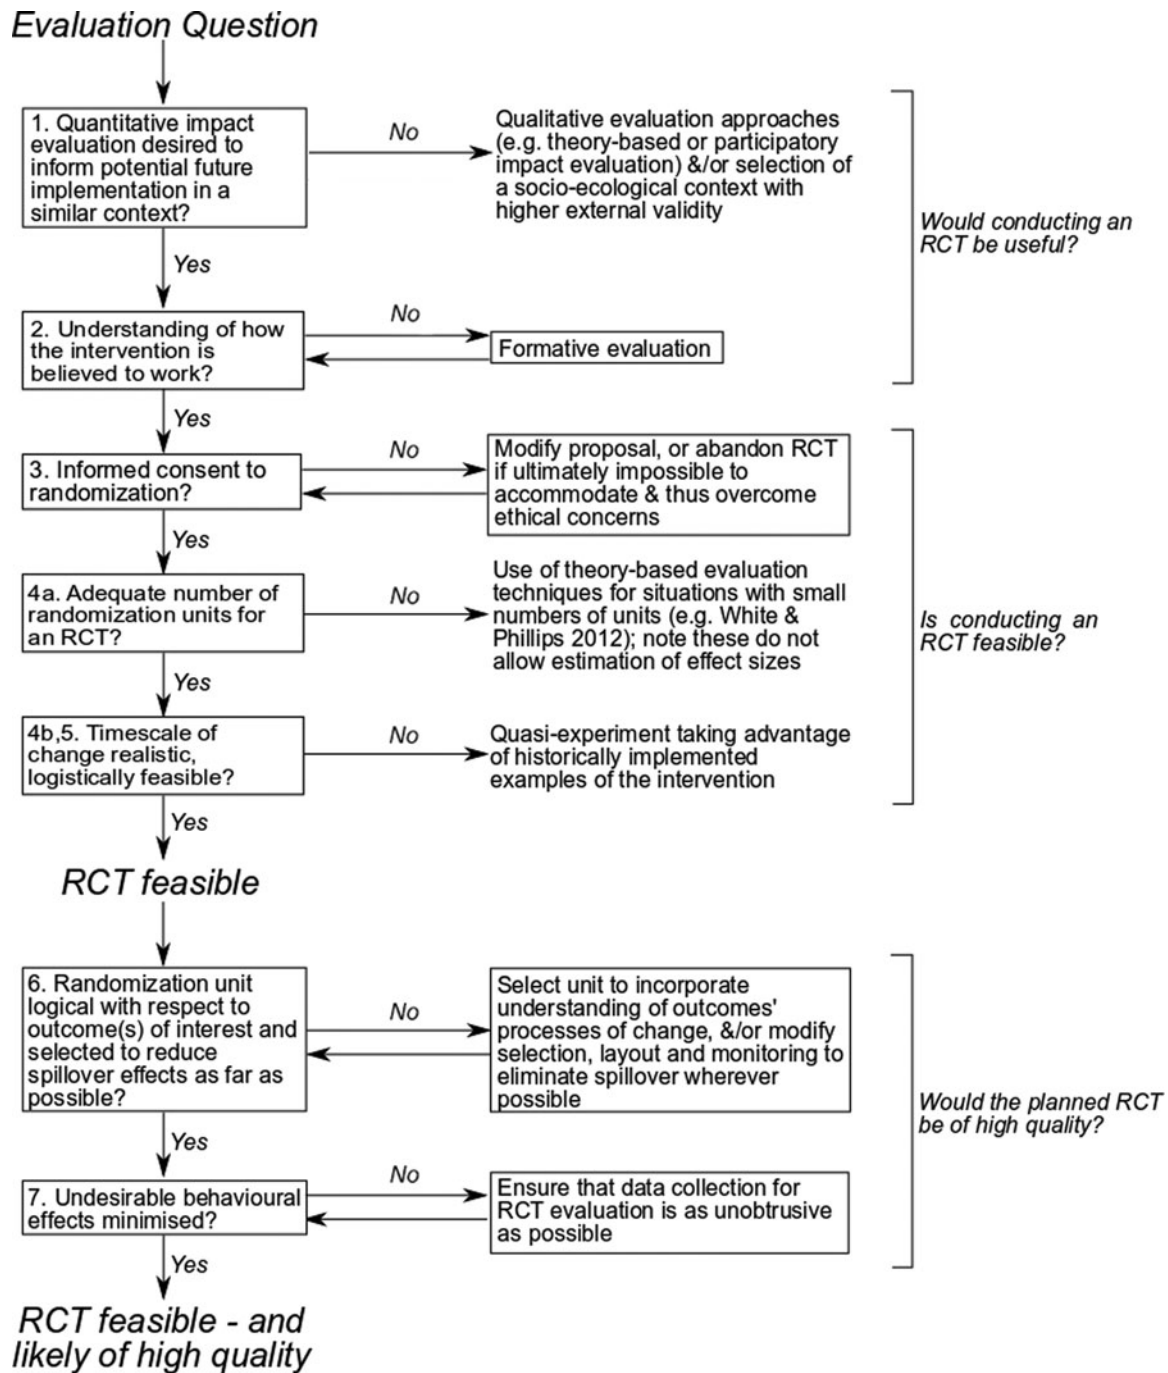 Evaluation Question
1. Quantitative impact
evaluation desired to
inform potential future
implementation in a
similar context?
No
Qualitative evaluation approaches
(e.g. theory-based or participatory
impact evaluation) &/or selection of
a socio-ecological context with
higher external validity
Would conducting an
RCT be useful?
Yes
2. Understanding of how
the intervention is
believed to work?
No
Formative evaluation
Yes
3. Informed consent to
randomization?
No
Modify proposal, or abandon RCT
if ultimately impossible to
accommodate & thus overcome
ethical concerns
Yes
4a. Adequate number of
randomization units for
an RCT?
No
Use of theory-based evaluation
techniques for situations with small
numbers of units (e.g. White &
Phillips 2012); note these do not
allow estimation of effect sizes
Is conducting an
RCT feasible?
Yes
4b,5. Timescale of
change realistic,
logistically feasible?
No
Quasi-experiment taking advantage
of historically implemented
examples of the intervention
Yes
RCT feasible
6. Randomization unit
logical with respect to
outcome(s) of interest and
selected to reduce
spillover effects as far as
possible?
No
Select unit to incorporate
understanding of outcomes'
processes of change, &/or modify
selection, layout and monitoring to
eliminate spillover wherever
possible
Would the planned RCT
be of high quality?
Yes
7. Undesirable behavioural
effects minimised?
No
Ensure that data collection for
RCT evaluation is as unobtrusive
as possible
Yes
RCT feasible - and
likely of high quality